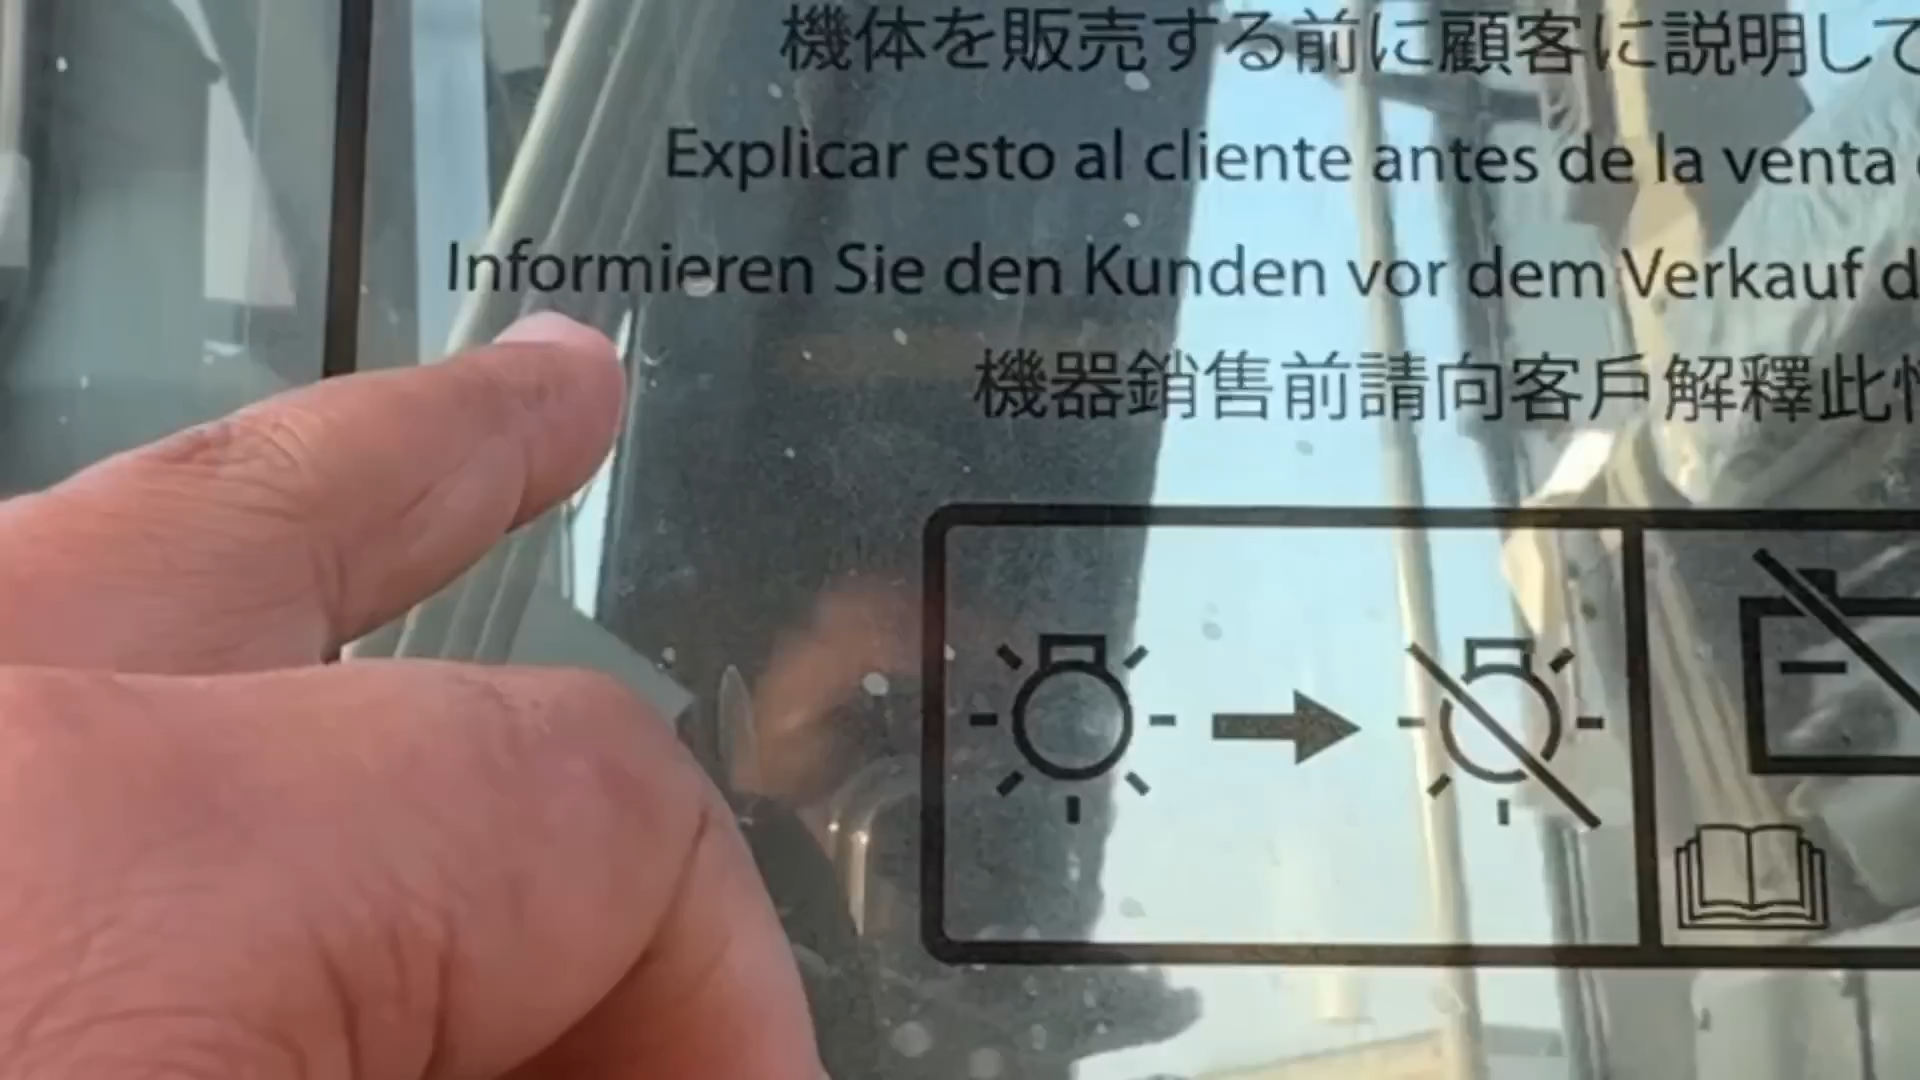 機体を販売する前に顧客に説明して
Explicar esto al cliente antes de la venta
Informieren Sie den Kunden vor dem Verkauf d
機器銷售前請向客戶解釋此